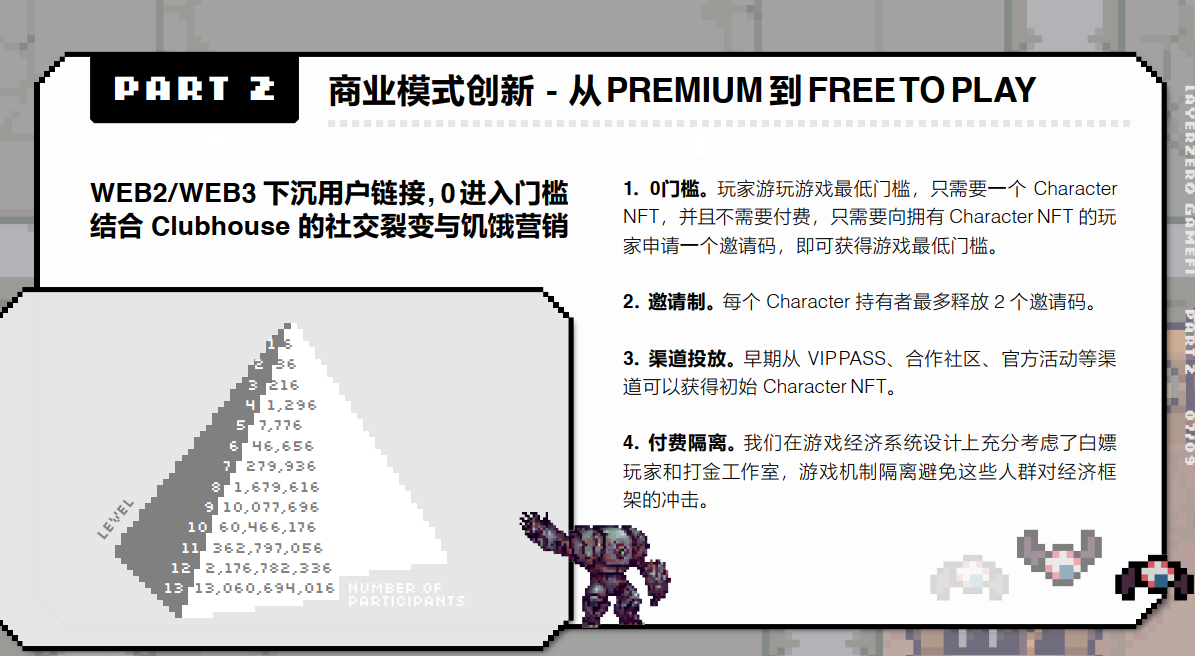 PART 2
商业模式创新 - 从PREMIUM到FREE TO PLAY
WEB2/WEB3 下沉用户链接, 0进入门槛
结合 Clubhouse 的社交裂变与饥饿营销
1. 0门槛。玩家游玩游戏最低门槛，只需要一个 Character
NFT，并且不需要付费，只需要向拥有 Character NFT 的玩
家申请一个邀请码，即可获得游戏最低门槛。
2. 邀请制。每个 Character 持有者最多释放 2 个邀请码。
3. 渠道投放。早期从 VIP PASS、合作社区、官方活动等渠
道可以获得初始 Character NFT。
4. 付费隔离。我们在游戏经济系统设计上充分考虑了白嫖
玩家和打金工作室，游戏机制隔离避免这些人群对经济框
架的冲击。
LEVEL
1 6
2 36
3 216
4 1,296
5 7,776
6 46,656
7 279,936
8 1,679,616
9 10,077,696
10 60,466,176
11 362,797,056
12 2,176,782,336
13 13,060,694,016
NUMBER OF
PARTICIPANTS
LAYERZERO GAMEFI
PART 2
07/09